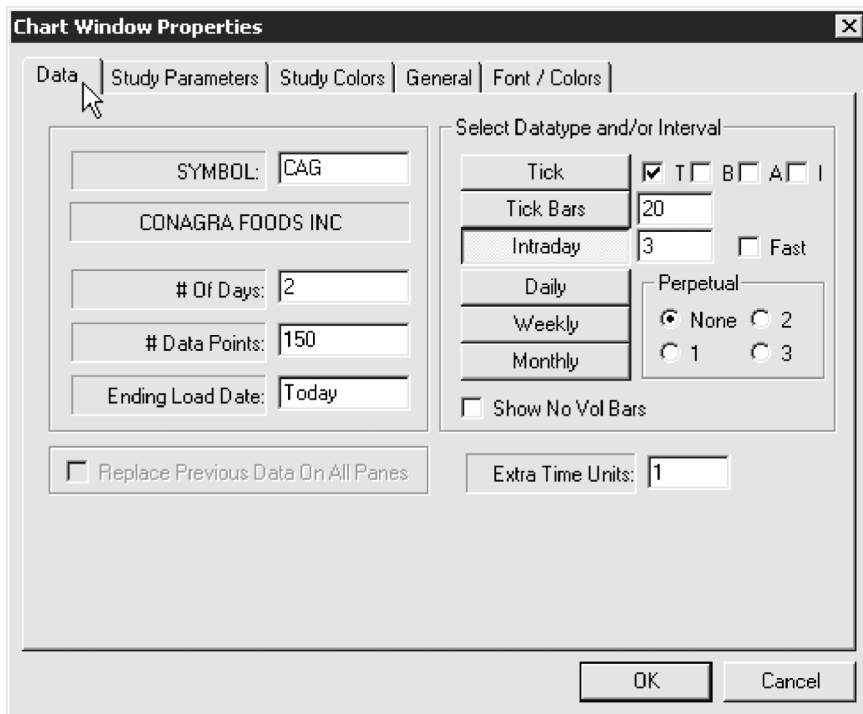 Chart Window Properties
Data Study Parameters Study Colors General Font / Colors
SYMBOL: CAG
CONAGRA FOODS INC
# Of Days: 2
# Data Points: 150
Ending Load Date: Today
Replace Previous Data On All Panes
Select Datatype and/or Interval
Tick T B A I
Tick Bars 20
Intraday 3 Fast
Daily
Weekly
Monthly
Perpetual
None 2
1 3
Show No Vol Bars
Extra Time Units: 1
OK Cancel